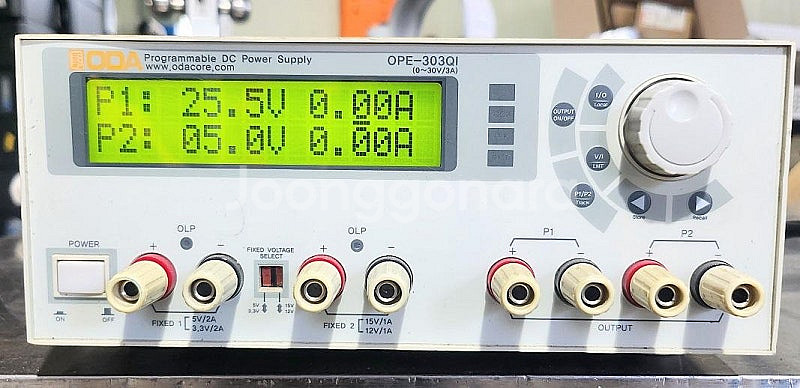 ODA Programmable DC Power Supply
www.odacore.com
OPE-303QI
(0~30V/3A)
P1: 25.5V 0.00A
P2: 05.0V 0.00A
OUTPUT
ON/OFF
I/O
Local
V/I
LMT
P1/P2
Track
Store
Recall
POWER
ON
OFF
OLP
+ -
FIXED 1
5V/2A
3,3V/2A
FIXED VOLTAGE
SELECT
5V 15V
3.3V 12V
OLP
+ -
FIXED 2
15V/1A
12V/1A
P1
+ -
P2
+ -
OUTPUT